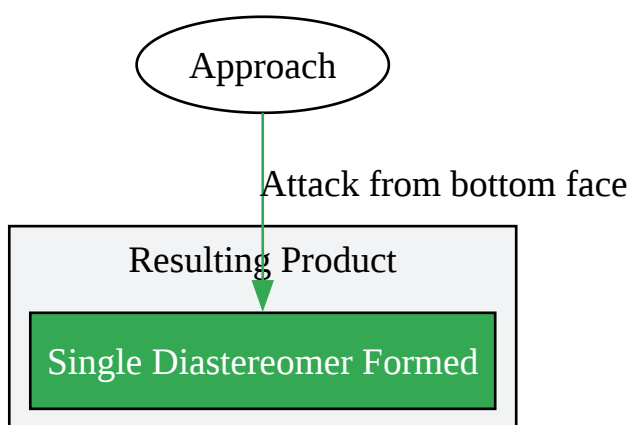 Approach
Attack from bottom face
Resulting Product
Single Diastereomer Formed